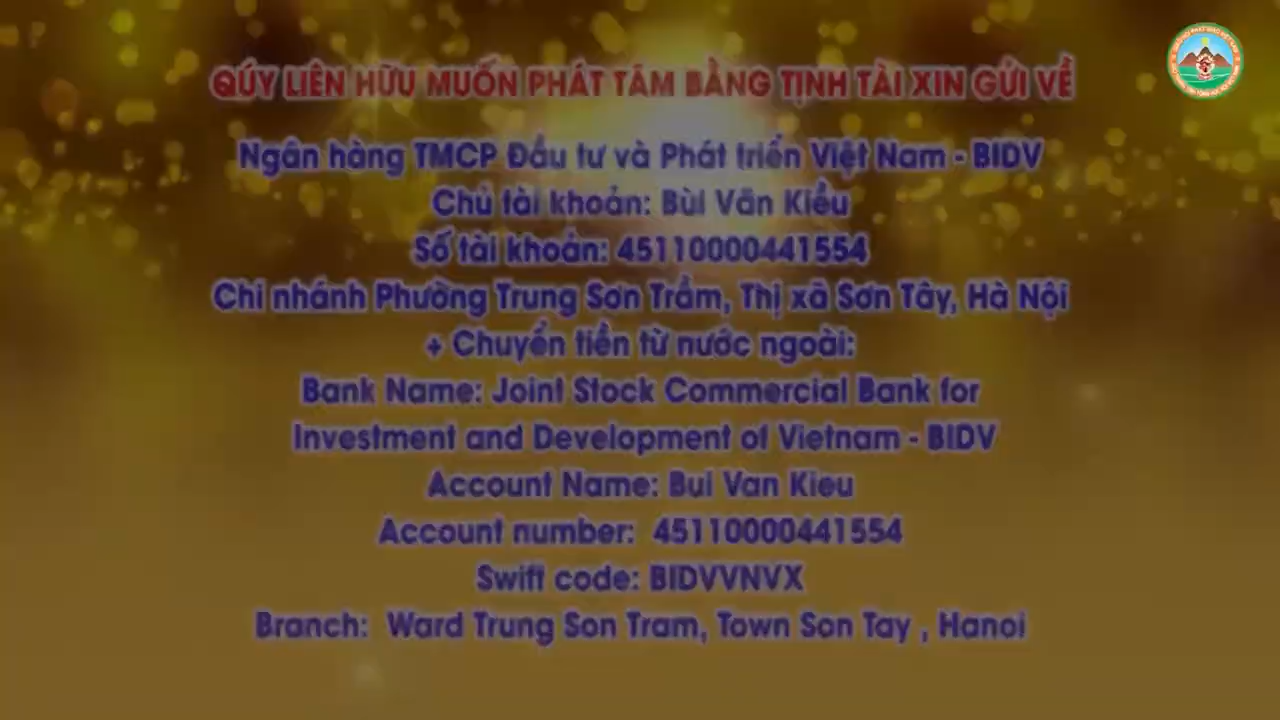 QÚY LIÊN HỮU MUỐN PHÁT TÂM BẰNG TỊNH TÀI XIN GỬI VỀ
Ngân hàng TMCP Đầu tư và Phát triển Việt Nam - BIDV
Chủ tài khoản: Bùi Văn Kiều
Số tài khoản: 45110000441554
Chi nhánh Phường Trung Sơn Trầm, Thị xã Sơn Tây, Hà Nội
+ Chuyển tiền từ nước ngoài:
Bank Name: Joint Stock Commercial Bank for
Investment and Development of Vietnam - BIDV
Account Name: Bui Van Kieu
Account number: 45110000441554
Swift code: BIDVVNVX
Branch: Ward Trung Son Tram, Town Son Tay , Hanoi